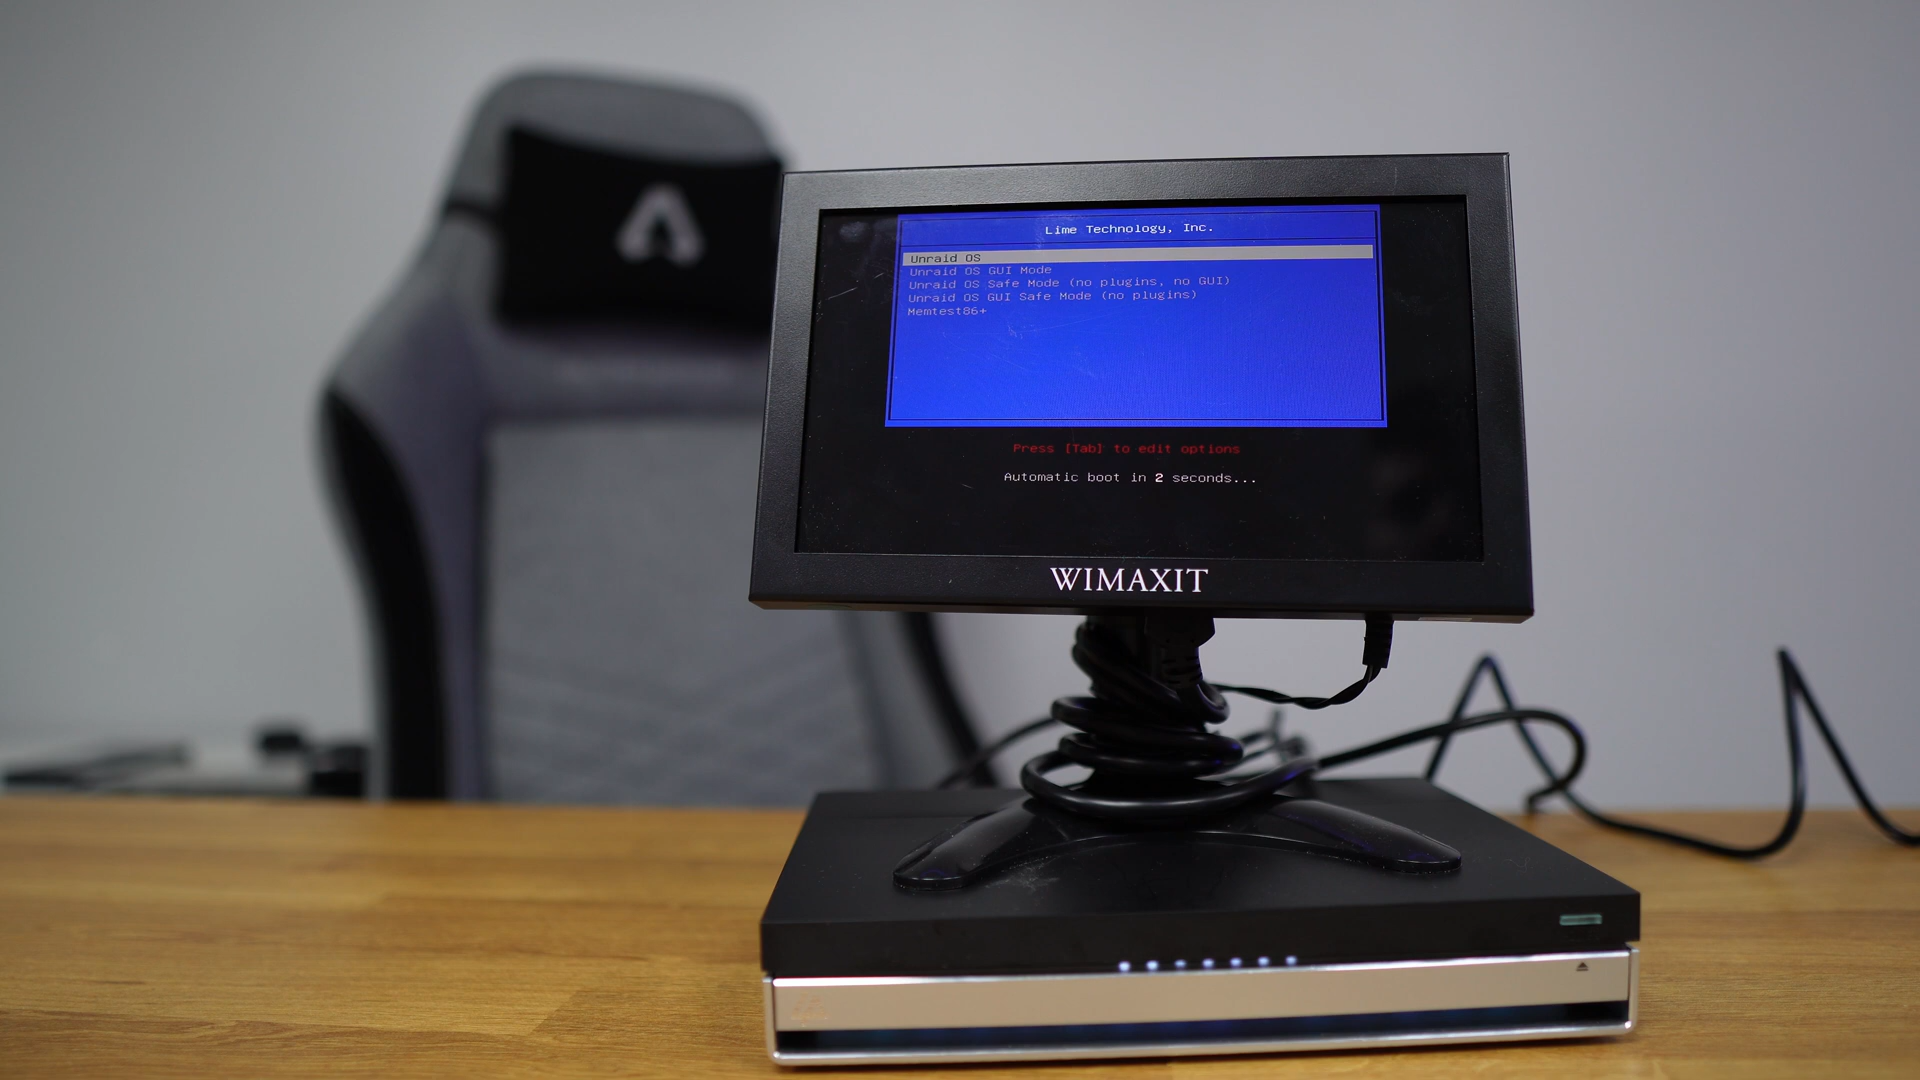 Lime Technology, Inc.
Unraid OS
Unraid OS GUI Mode
Unraid OS Safe Mode (no plugins, no GUI)
Unraid OS GUI Safe Mode (no plugins)
Memtest86+
Press [Tab] to edit options
Automatic boot in 2 seconds...
WIMAXIT